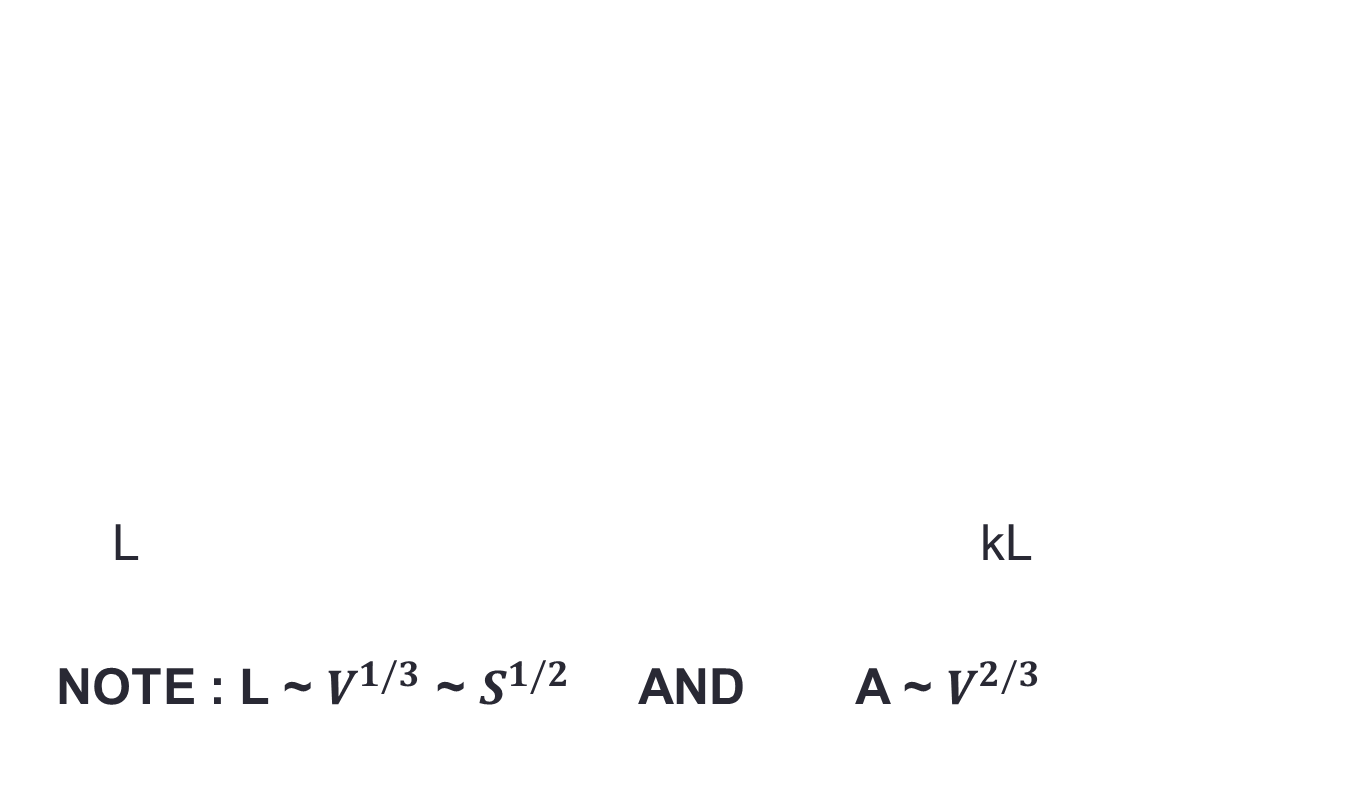 L kL
NOTE : L ~ V^{1/3} ~ S^{1/2} AND A ~ V^{2/3}